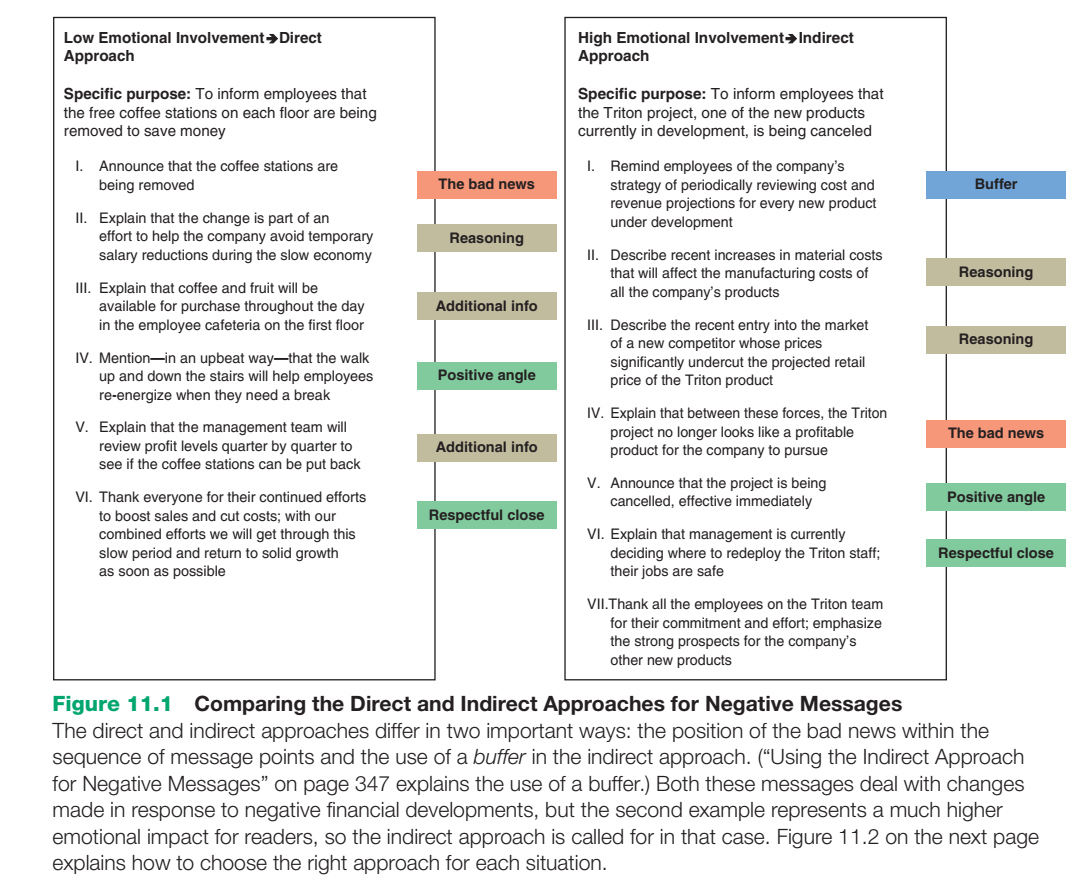 Low Emotional Involvement➔Direct
Approach
Specific purpose: To inform employees that
the free coffee stations on each floor are being
removed to save money
I. Announce that the coffee stations are
being removed
The bad news
II. Explain that the change is part of an
effort to help the company avoid temporary
salary reductions during the slow economy
Reasoning
III. Explain that coffee and fruit will be
available for purchase throughout the day
in the employee cafeteria on the first floor
Additional info
IV. Mention—in an upbeat way—that the walk
up and down the stairs will help employees
re-energize when they need a break
Positive angle
V. Explain that the management team will
review profit levels quarter by quarter to
see if the coffee stations can be put back
Additional info
VI. Thank everyone for their continued efforts
to boost sales and cut costs; with our
combined efforts we will get through this
slow period and return to solid growth
as soon as possible
Respectful close
High Emotional Involvement➔Indirect
Approach
Specific purpose: To inform employees that
the Triton project, one of the new products
currently in development, is being canceled
I. Remind employees of the company's
strategy of periodically reviewing cost and
revenue projections for every new product
under development
Buffer
II. Describe recent increases in material costs
that will affect the manufacturing costs of
all the company's products
Reasoning
III. Describe the recent entry into the market
of a new competitor whose prices
significantly undercut the projected retail
price of the Triton product
Reasoning
IV. Explain that between these forces, the Triton
project no longer looks like a profitable
product for the company to pursue
The bad news
V. Announce that the project is being
cancelled, effective immediately
Positive angle
VI. Explain that management is currently
deciding where to redeploy the Triton staff;
their jobs are safe
Respectful close
VII.Thank all the employees on the Triton team
for their commitment and effort; emphasize
the strong prospects for the company's
other new products
Figure 11.1 Comparing the Direct and Indirect Approaches for Negative Messages
The direct and indirect approaches differ in two important ways: the position of the bad news within the
sequence of message points and the use of a buffer in the indirect approach. ("Using the Indirect Approach
for Negative Messages" on page 347 explains the use of a buffer.) Both these messages deal with changes
made in response to negative financial developments, but the second example represents a much higher
emotional impact for readers, so the indirect approach is called for in that case. Figure 11.2 on the next page
explains how to choose the right approach for each situation.